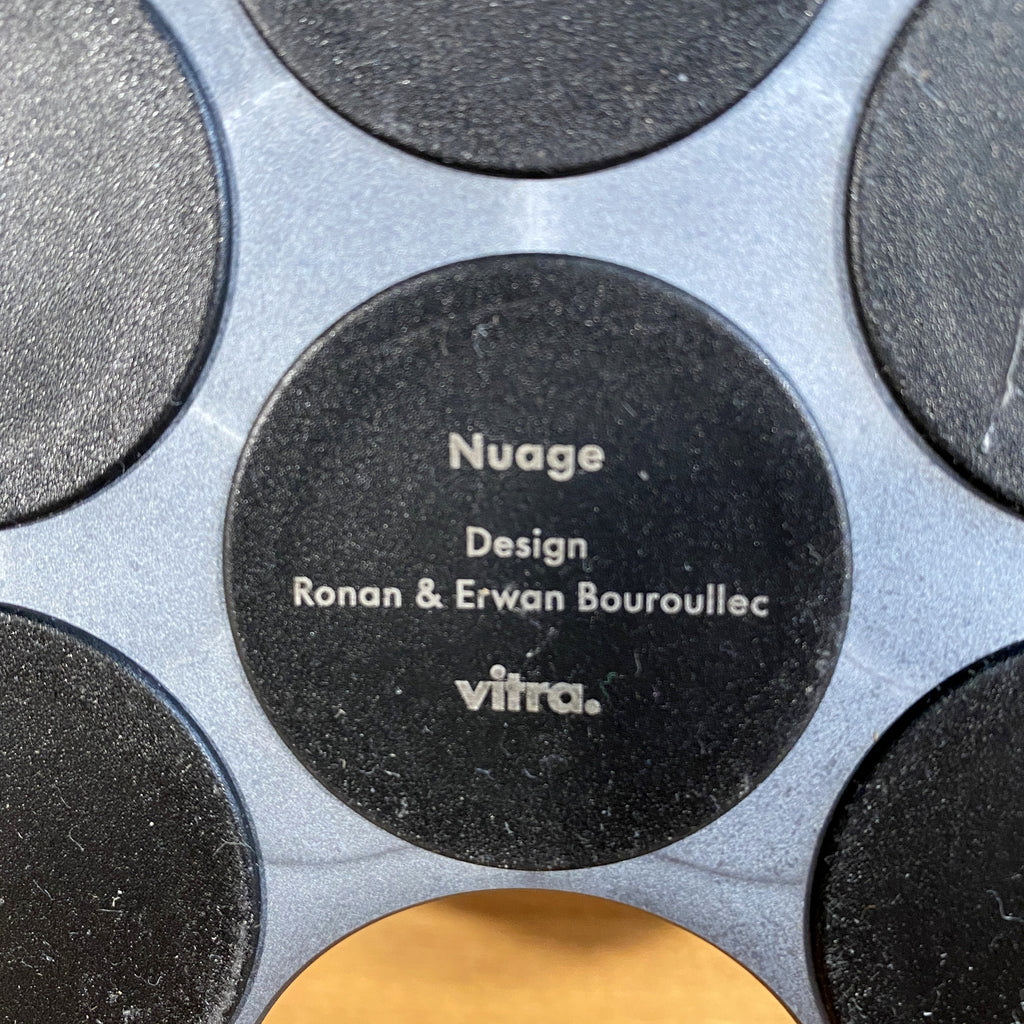 Nuage
Design
Ronan & Erwan Bouroullec
vitra.